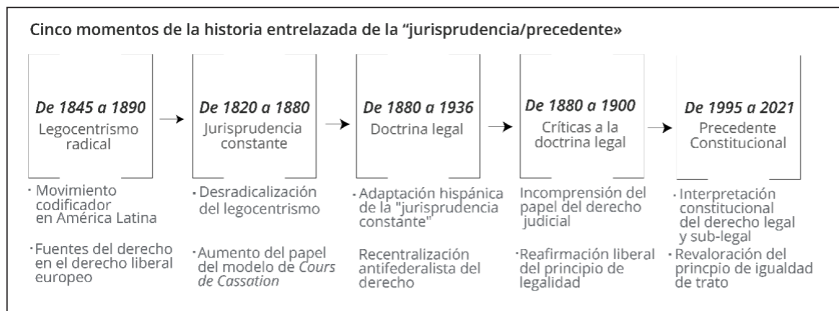 Cinco momentos de la historia entrelazada de la “jurisprudencia/precedente»
De 1845 a 1890
Legocentrismo
radical
· Movimiento
codificador
en América Latina
· Fuentes del derecho
en el derecho liberal
europeo
De 1820 a 1880
Jurisprudencia
constante
· Desradicalización
del legocentrismo
· Aumento del papel
del modelo de Cours
de Cassation
De 1880 a 1936
Doctrina legal
· Adaptación hispánica
de la "jurisprudencia
constante"
Recentralización
antifederalista del
derecho
De 1880 a 1900
Críticas a la
doctrina legal
Incomprensión del
papel del derecho
judicial
· Reafirmación liberal
del principio de
legalidad
De 1995 a 2021
Precedente
Constitucional
· Interpretación
constitucional
del derecho legal
y sub-legal
· Revaloración del
princpio de igualdad
de trato